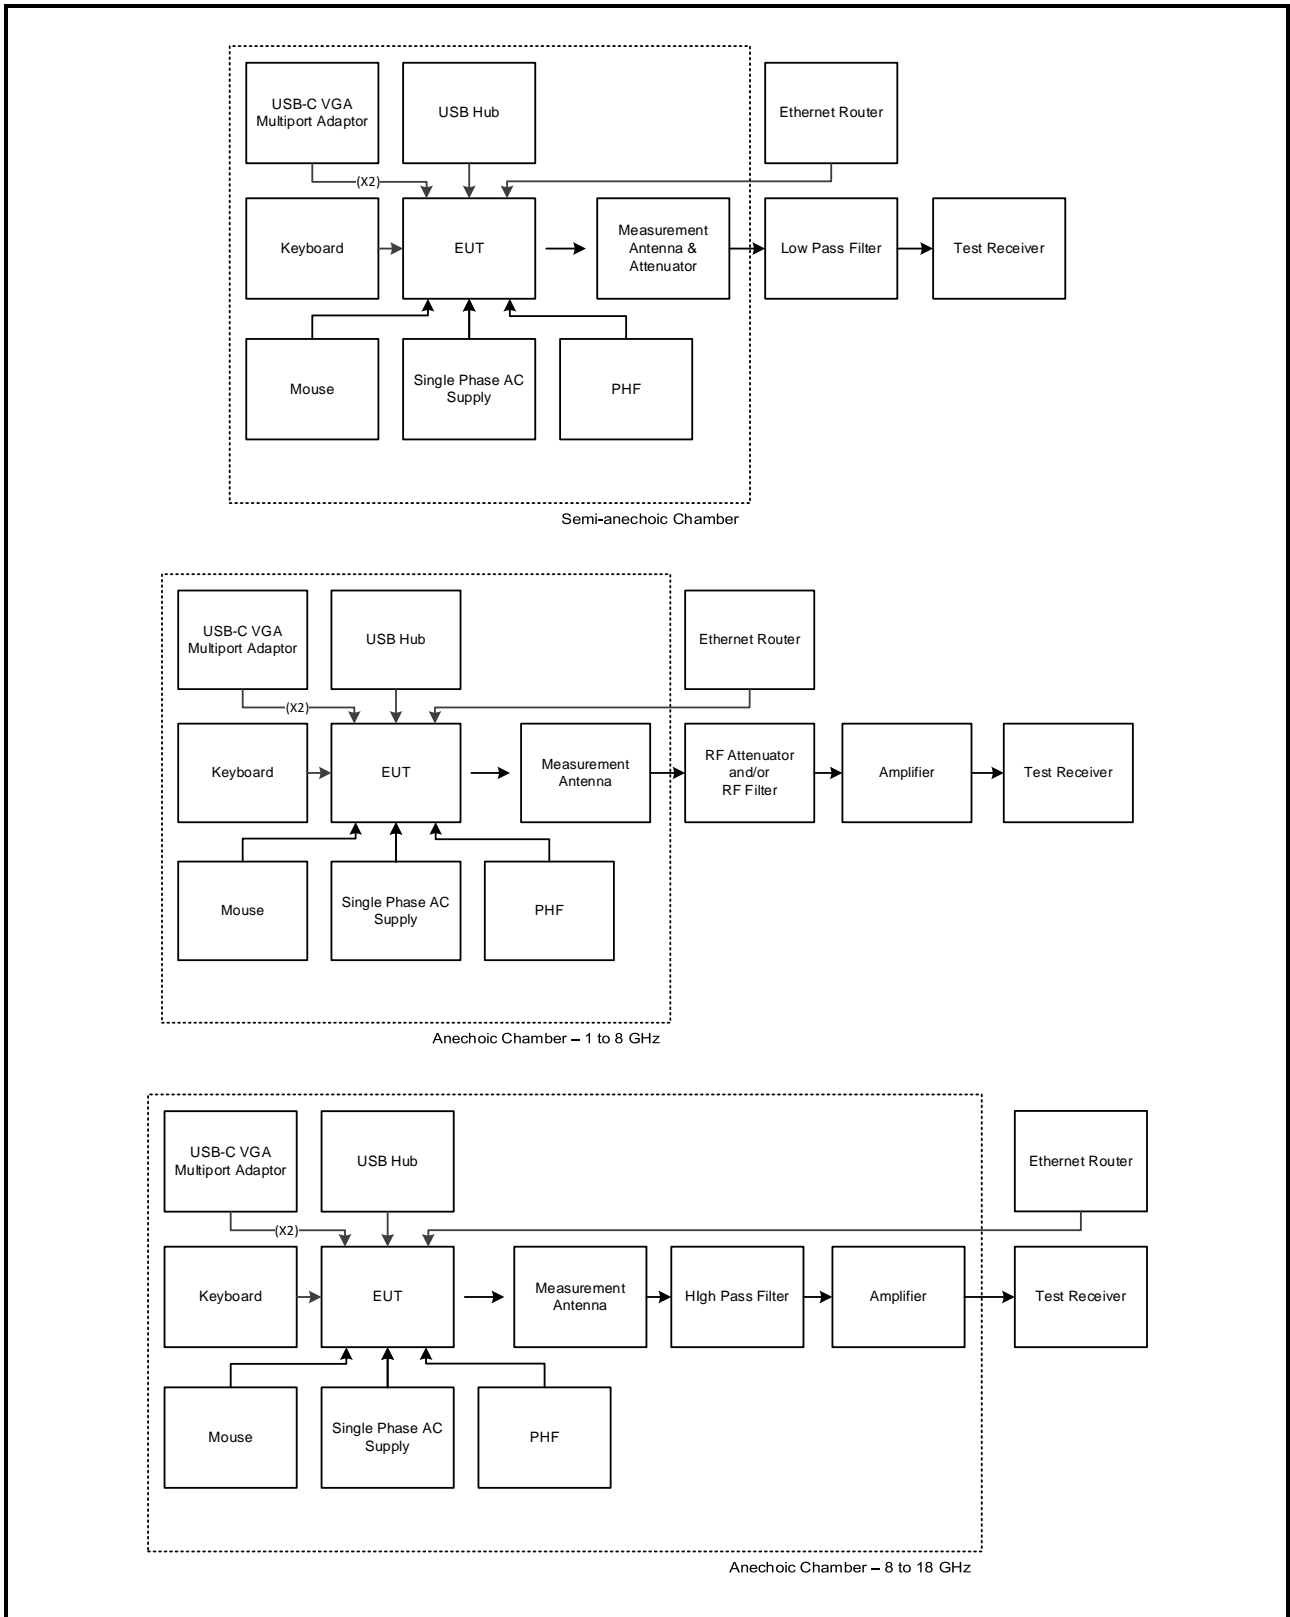 USB-C VGA
Multiport Adaptor
USB Hub
Ethernet Router
(X2)
Keyboard
EUT
Measurement
Antenna &
Attenuator
Low Pass Filter
Test Receiver
Mouse
Single Phase AC
Supply
PHF
Semi-anechoic Chamber
USB-C VGA
Multiport Adaptor
USB Hub
Ethernet Router
(X2)
Keyboard
EUT
Measurement
Antenna
RF Attenuator
and/or
RF Filter
Amplifier
Test Receiver
Mouse
Single Phase AC
Supply
PHF
Anechoic Chamber – 1 to 8 GHz
USB-C VGA
Multiport Adaptor
USB Hub
Ethernet Router
(X2)
Keyboard
EUT
Measurement
Antenna
HIgh Pass Filter
Amplifier
Test Receiver
Mouse
Single Phase AC
Supply
PHF
Anechoic Chamber – 8 to 18 GHz